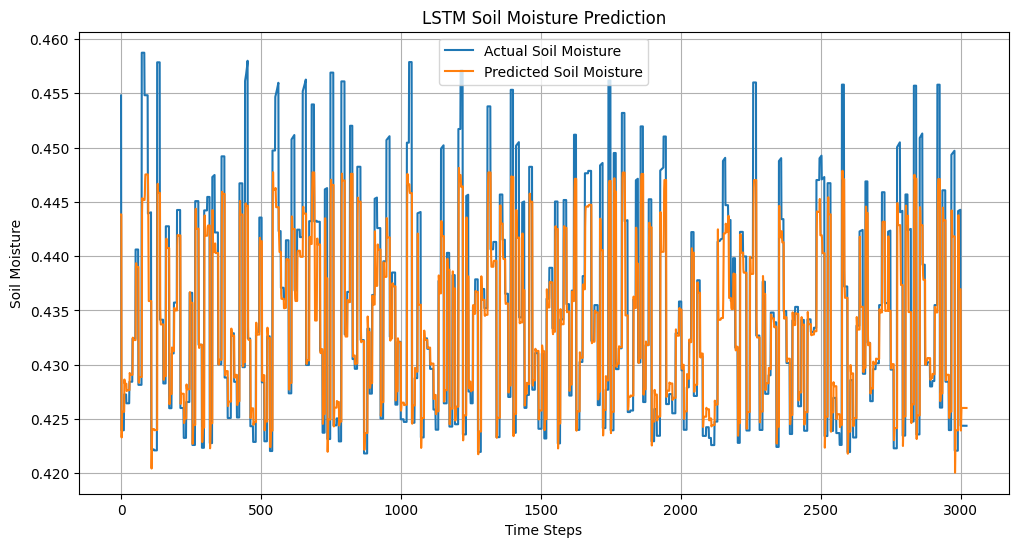 LSTM Soil Moisture Prediction
Actual Soil Moisture
Predicted Soil Moisture
Soil Moisture
0.460
0.455
0.450
0.445
0.440
0.435
0.430
0.425
0.420
0 500 1000 1500 2000 2500 3000
Time Steps